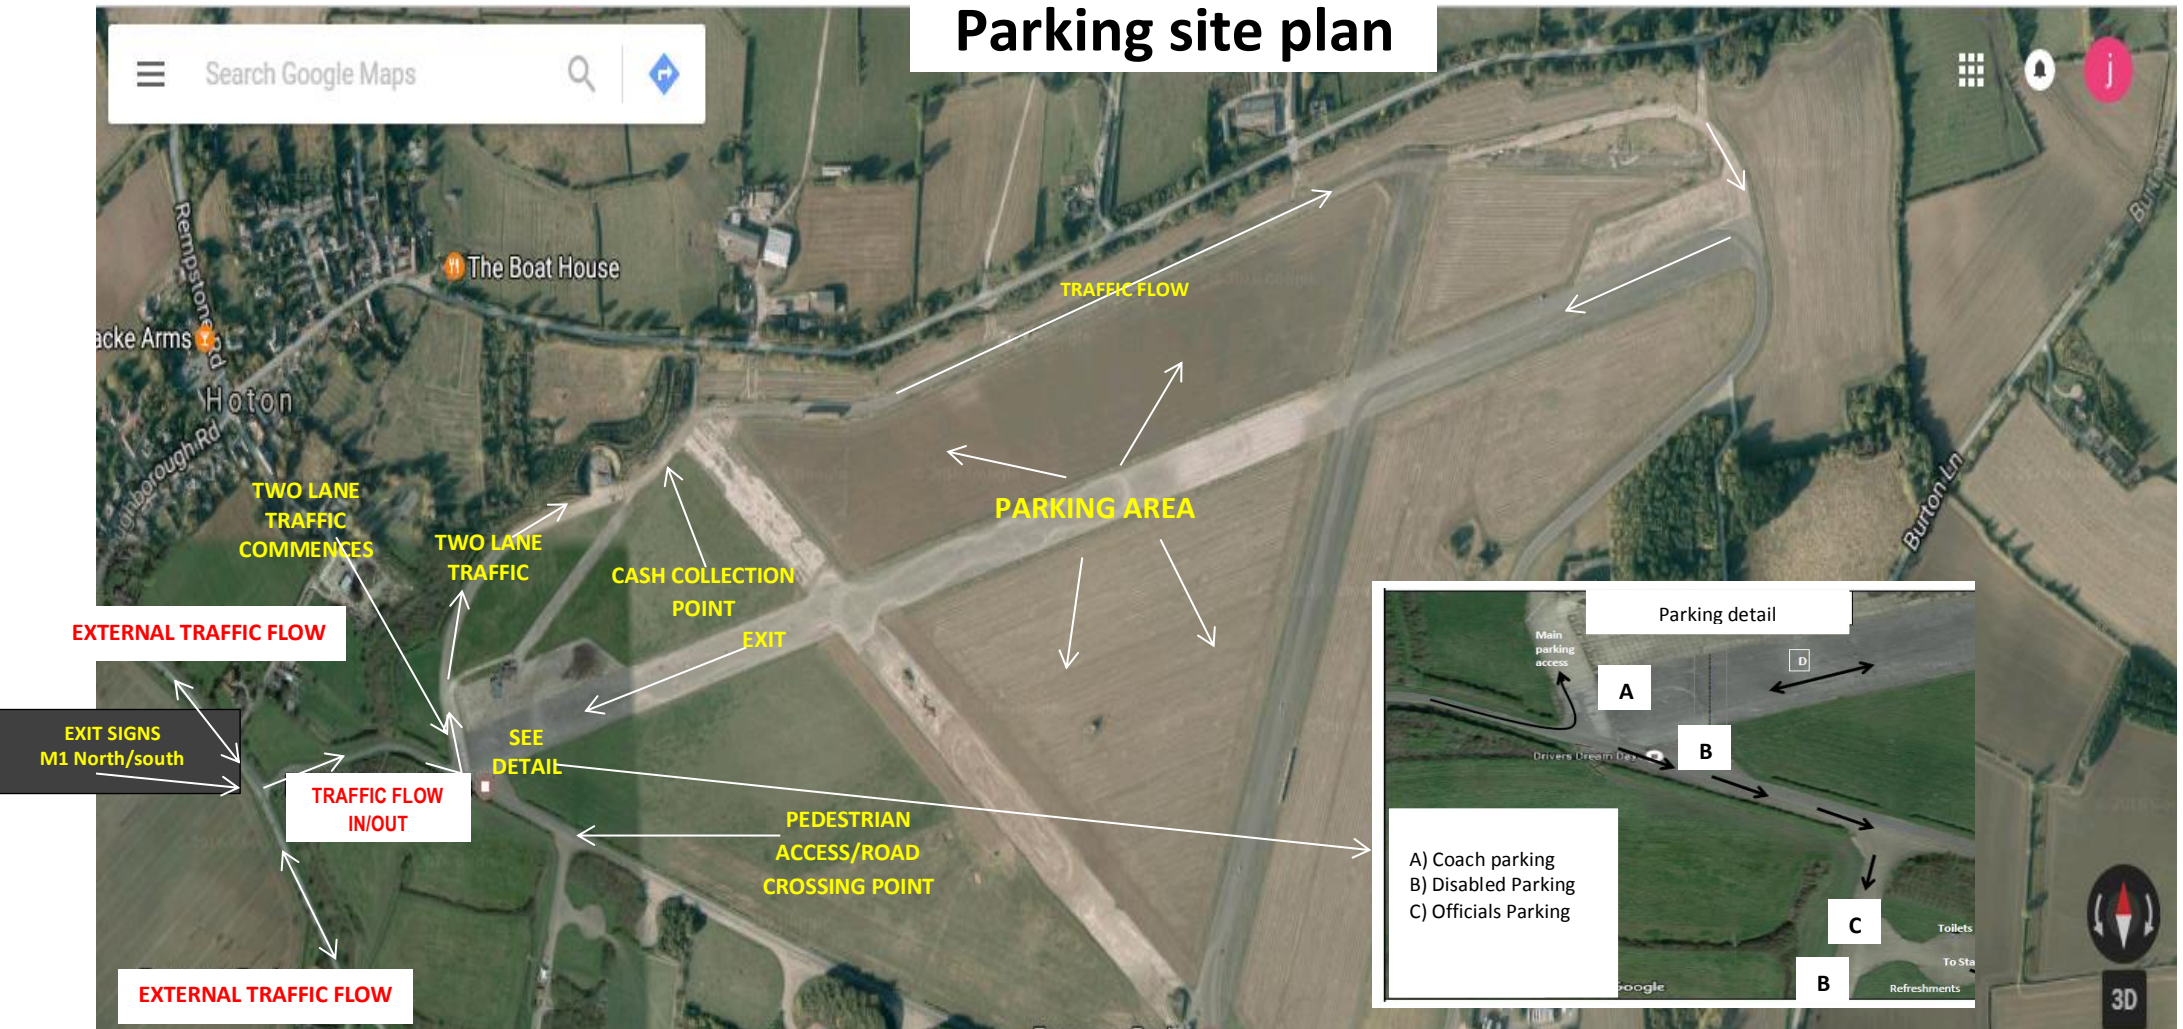 Parking site plan
Search Google Maps
j
Rempstone Rd
The Boat House
acke Arms
Hoton
ughborough Rd
TRAFFIC FLOW
Burton Ln
TWO LANE
TRAFFIC
COMMENCES
TWO LANE
TRAFFIC
CASH COLLECTION
POINT
PARKING AREA
EXIT
EXTERNAL TRAFFIC FLOW
EXIT SIGNS
M1 North/south
SEE
DETAIL
TRAFFIC FLOW
IN/OUT
PEDESTRIAN
ACCESS/ROAD
CROSSING POINT
EXTERNAL TRAFFIC FLOW
Parking detail
Main
parking
access
A
D
B
Drivers Dream Day
A) Coach parking
B) Disabled Parking
C) Officials Parking
C
Toilets
To Sta
B
Refreshments
oogle
3D